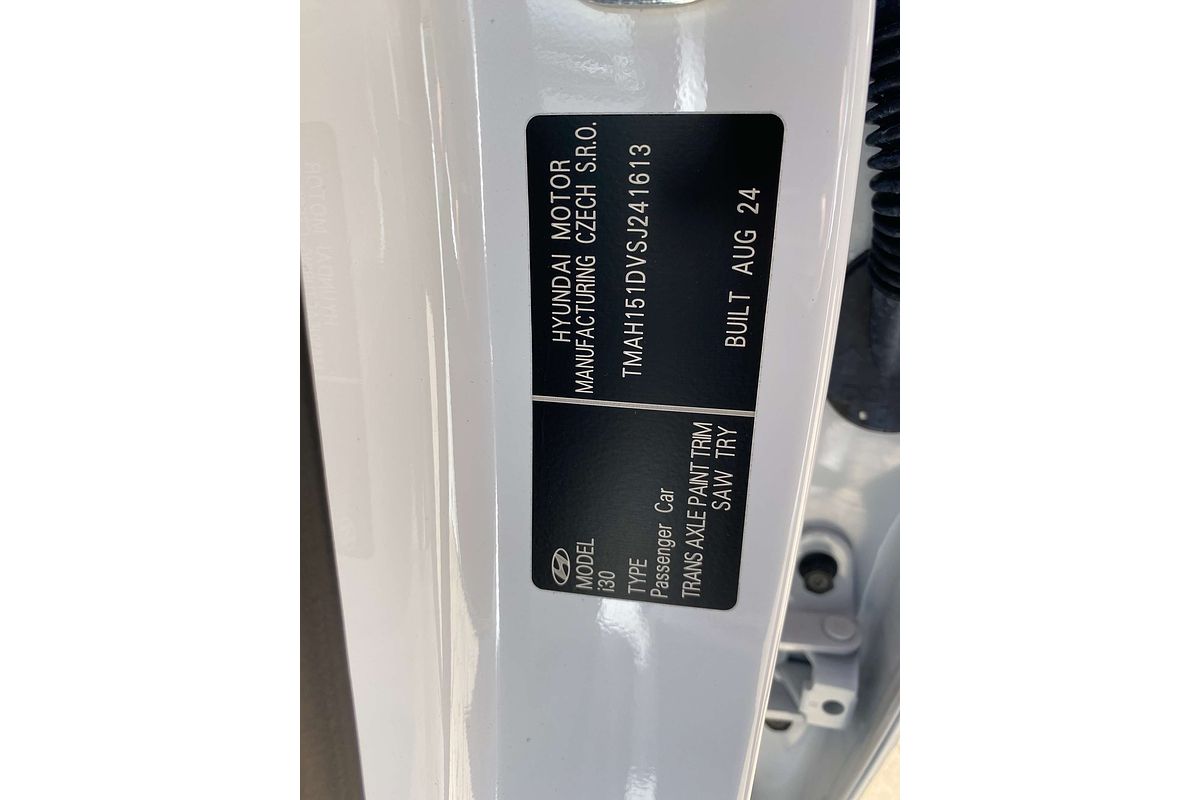 MODEL
i30
TYPE
Passenger Car
TRANS AXLE PAINT TRIM
SAW TRY
HYUNDAI MOTOR
MANUFACTURING CZECH S.R.O.
TMAH151DVSJ241613
BUILT AUG 24